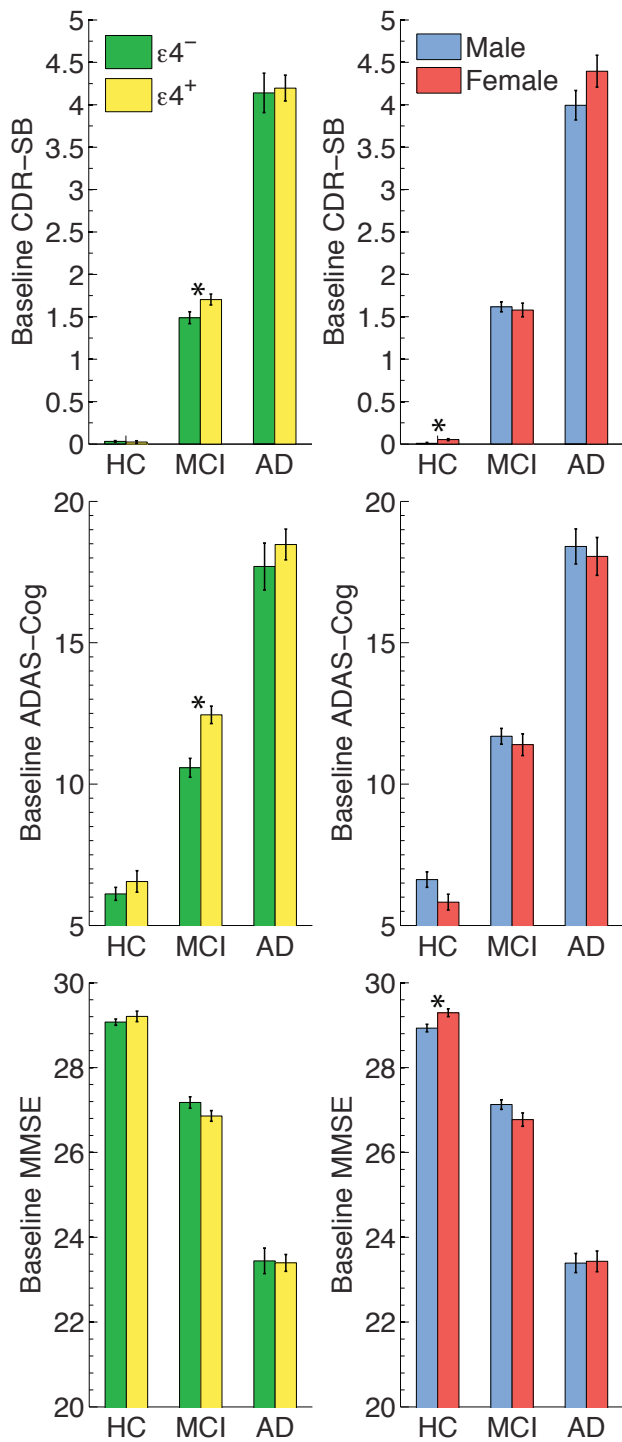 5
4.5
4
3.5
3
2.5
2
1.5
1
0.5
0
Baseline CDR−SB
ε4−
ε4+
*
HC MCI AD
5
4.5
4
3.5
3
2.5
2
1.5
1
0.5
0
Baseline CDR−SB
Male
Female
*
HC MCI AD
20
15
10
5
Baseline ADAS−Cog
*
HC MCI AD
20
15
10
5
Baseline ADAS−Cog
HC MCI AD
30
28
26
24
22
20
Baseline MMSE
HC MCI AD
30
28
26
24
22
20
Baseline MMSE
*
HC MCI AD